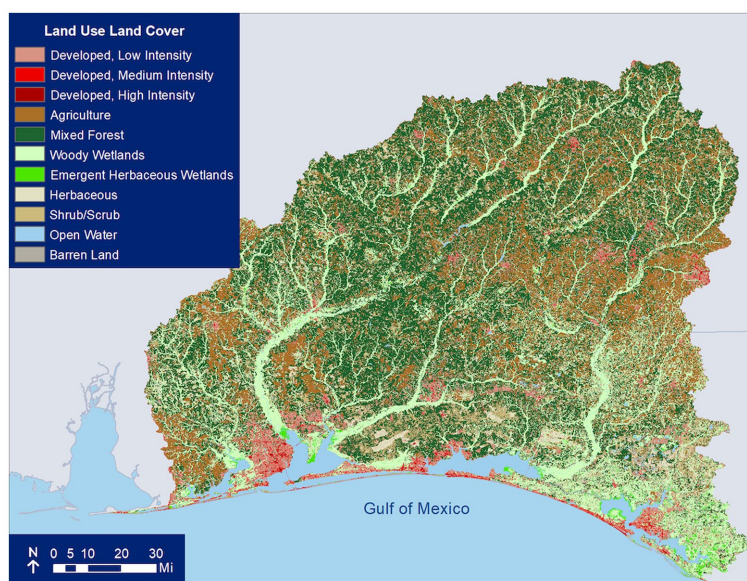 Land Use Land Cover
Developed, Low Intensity
Developed, Medium Intensity
Developed, High Intensity
Agriculture
Mixed Forest
Woody Wetlands
Emergent Herbaceous Wetlands
Herbaceous
Shrub/Scrub
Open Water
Barren Land
Gulf of Mexico
N
0 5 10 20 30
Mi